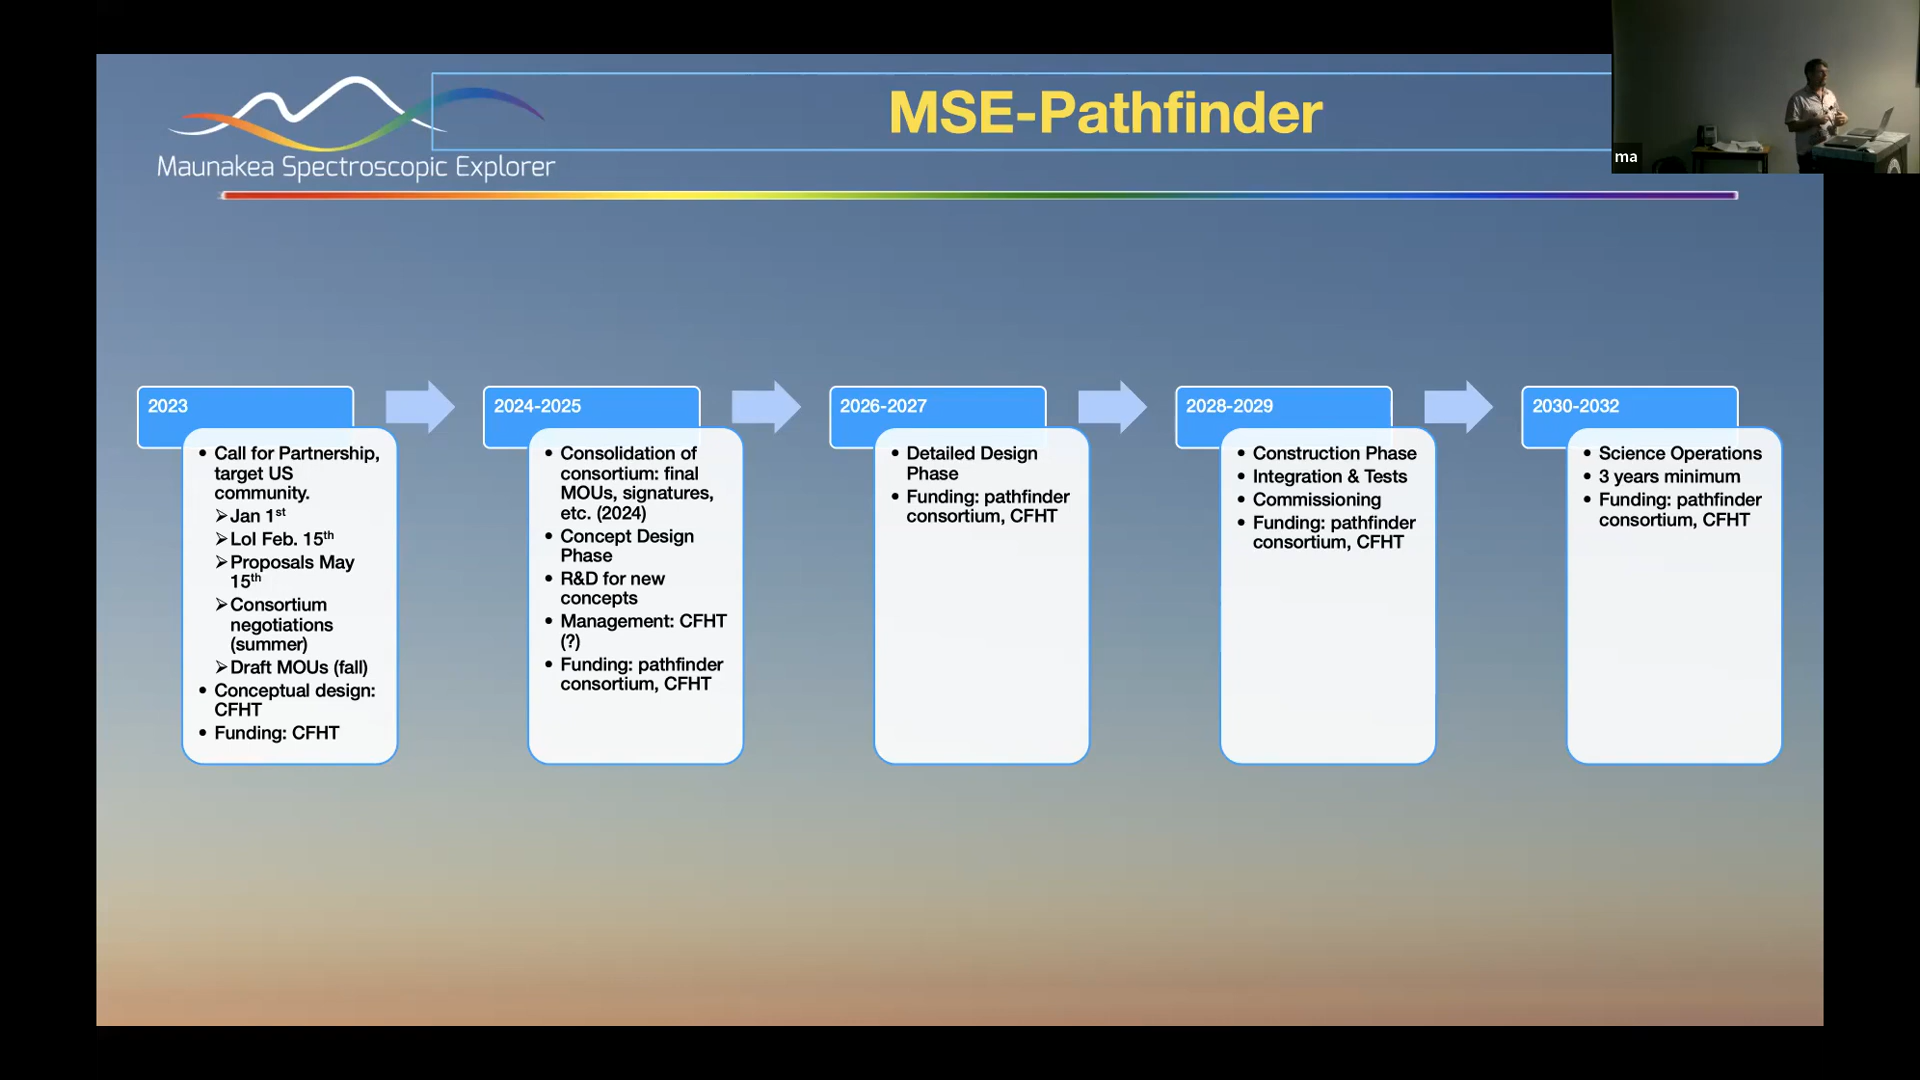 MSE-Pathfinder
ma
Maunakea Spectroscopic Explorer
2023
• Call for Partnership,
target US
community.
➢Jan 1st
➢LoI Feb. 15th
➢Proposals May
15th
➢Consortium
negotiations
(summer)
➢Draft MOUs (fall)
• Conceptual design:
CFHT
• Funding: CFHT
2024-2025
• Consolidation of
consortium: final
MOUs, signatures,
etc. (2024)
• Concept Design
Phase
• R&D for new
concepts
• Management: CFHT
(?)
• Funding: pathfinder
consortium, CFHT
2026-2027
• Detailed Design
Phase
• Funding: pathfinder
consortium, CFHT
2028-2029
• Construction Phase
• Integration & Tests
• Commissioning
• Funding: pathfinder
consortium, CFHT
2030-2032
• Science Operations
• 3 years minimum
• Funding: pathfinder
consortium, CFHT